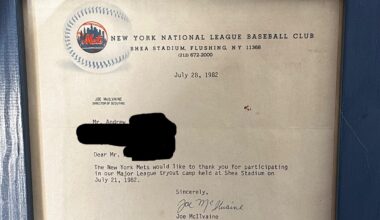 Mets
NEW YORK NATIONAL LEAGUE BASEBALL CLUB
SHEA STADIUM, FLUSHING, NY 11368
(212) 672-2000
July 28, 1982
JOE McILVAINE
DIRECTOR OF SCOUTING
Mr. Andrew
Dear Mr.
The New York Mets would like to thank you for participating
in our Major League tryout camp held at Shea Stadium on
July 21, 1982.
Sincerely,
Joe McIlvaine
Joe McIlvaine